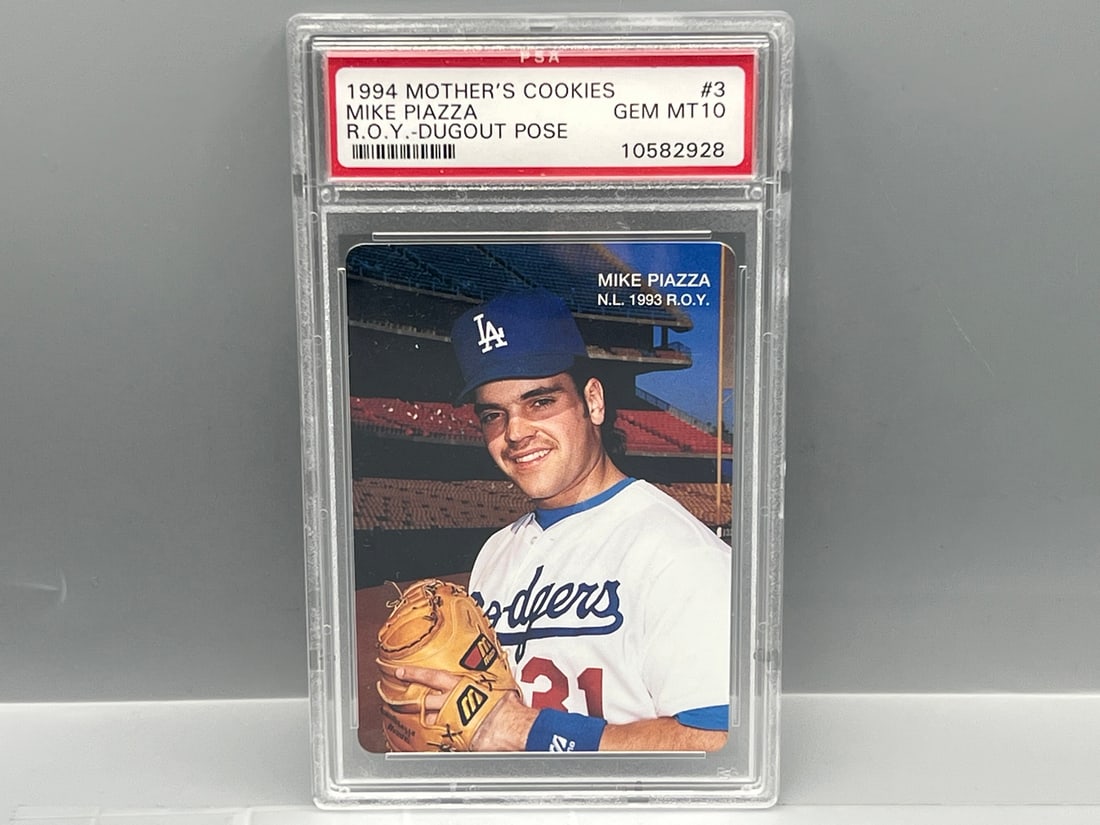 PSA
1994 MOTHER'S COOKIES #3
MIKE PIAZZA GEM MT10
R.O.Y.-DUGOUT POSE
10582928
MIKE PIAZZA
N.L. 1993 R.O.Y.
LA
Dodgers
31